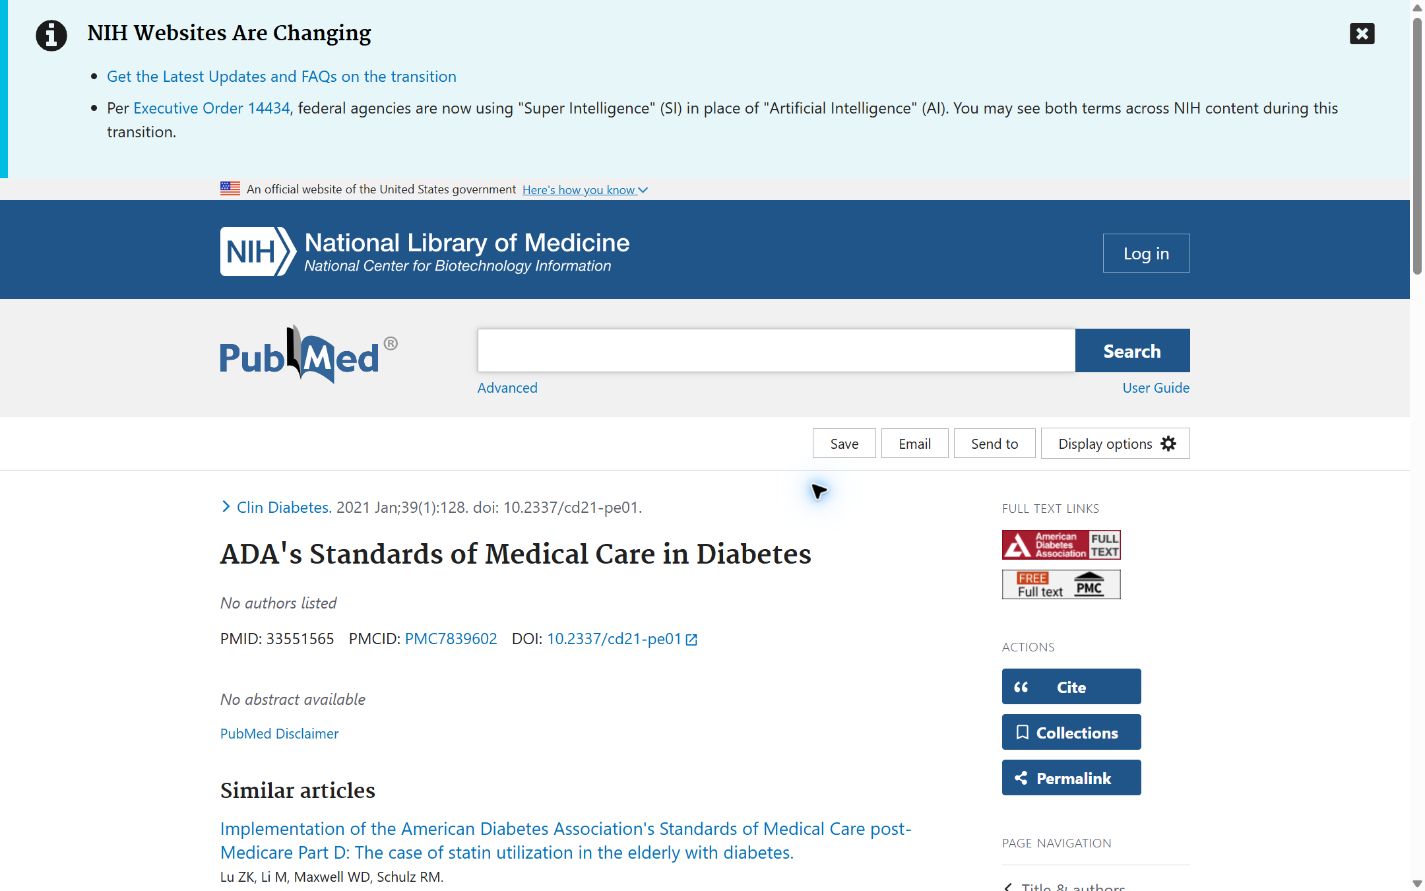 NIH Websites Are Changing
Get the Latest Updates and FAQs on the transition
Per Executive Order 14434, federal agencies are now using "Super Intelligence" (SI) in place of "Artificial Intelligence" (AI). You may see both terms across NIH content during this
transition.
An official website of the United States government Here's how you know
NIH National Library of Medicine
National Center for Biotechnology Information
Log in
PubMed®
Search
Advanced
User Guide
Save
Email
Send to
Display options
Clin Diabetes. 2021 Jan;39(1):128. doi: 10.2337/cd21-pe01.
ADA's Standards of Medical Care in Diabetes
No authors listed
PMID: 33551565 PMCID: PMC7839602 DOI: 10.2337/cd21-pe01
No abstract available
PubMed Disclaimer
Similar articles
Implementation of the American Diabetes Association's Standards of Medical Care post-
Medicare Part D: The case of statin utilization in the elderly with diabetes.
Lu ZK, Li M, Maxwell WD, Schulz RM.
FULL TEXT LINKS
American
Diabetes
Association
FULL
TEXT
FREE
Full text
PMC
ACTIONS
Cite
Collections
Permalink
PAGE NAVIGATION
Title & authors